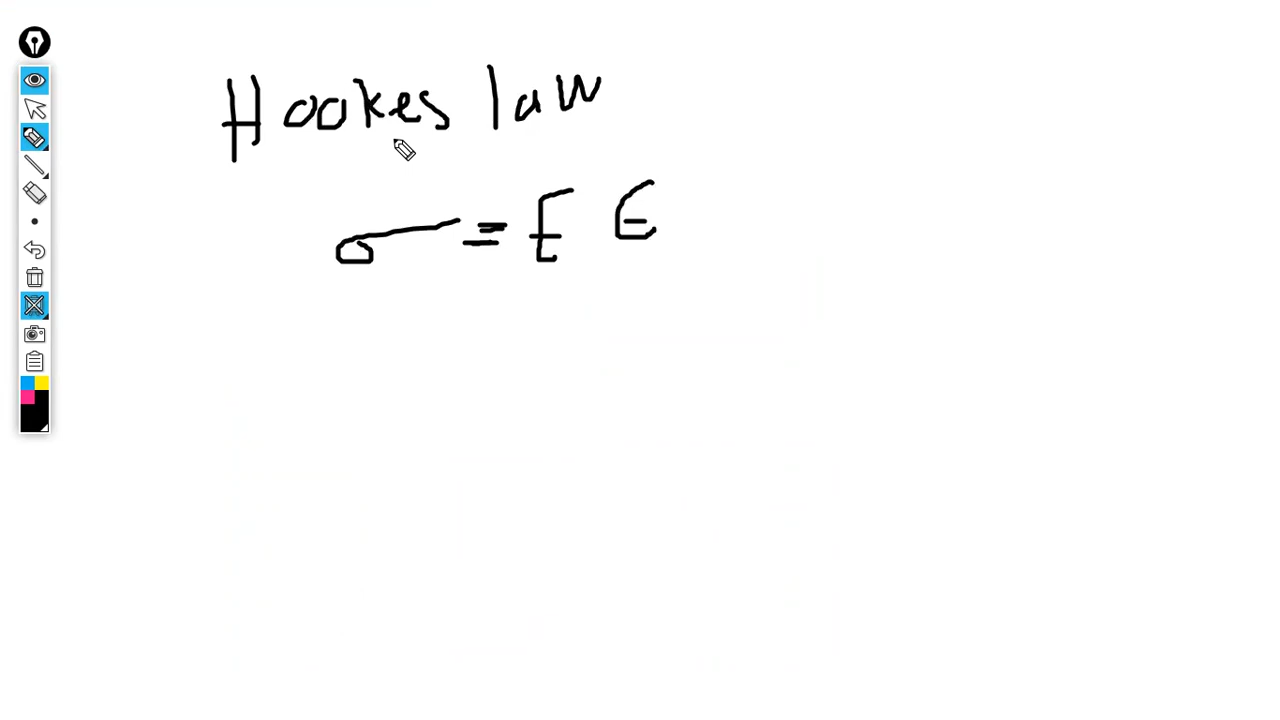 Hookes law
σ = E ϵ